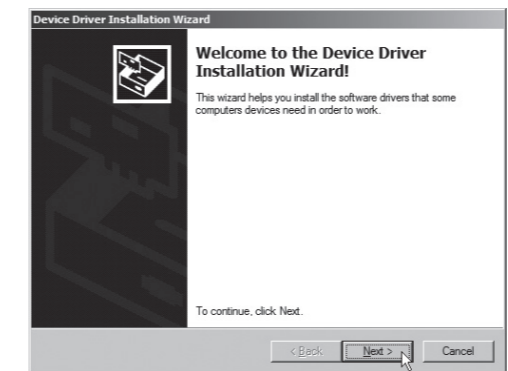 Device Driver Installation Wizard
Welcome to the Device Driver
Installation Wizard!
This wizard helps you install the software drivers that some
computers devices need in order to work.
To continue, click Next.
< Back
Next >
Cancel